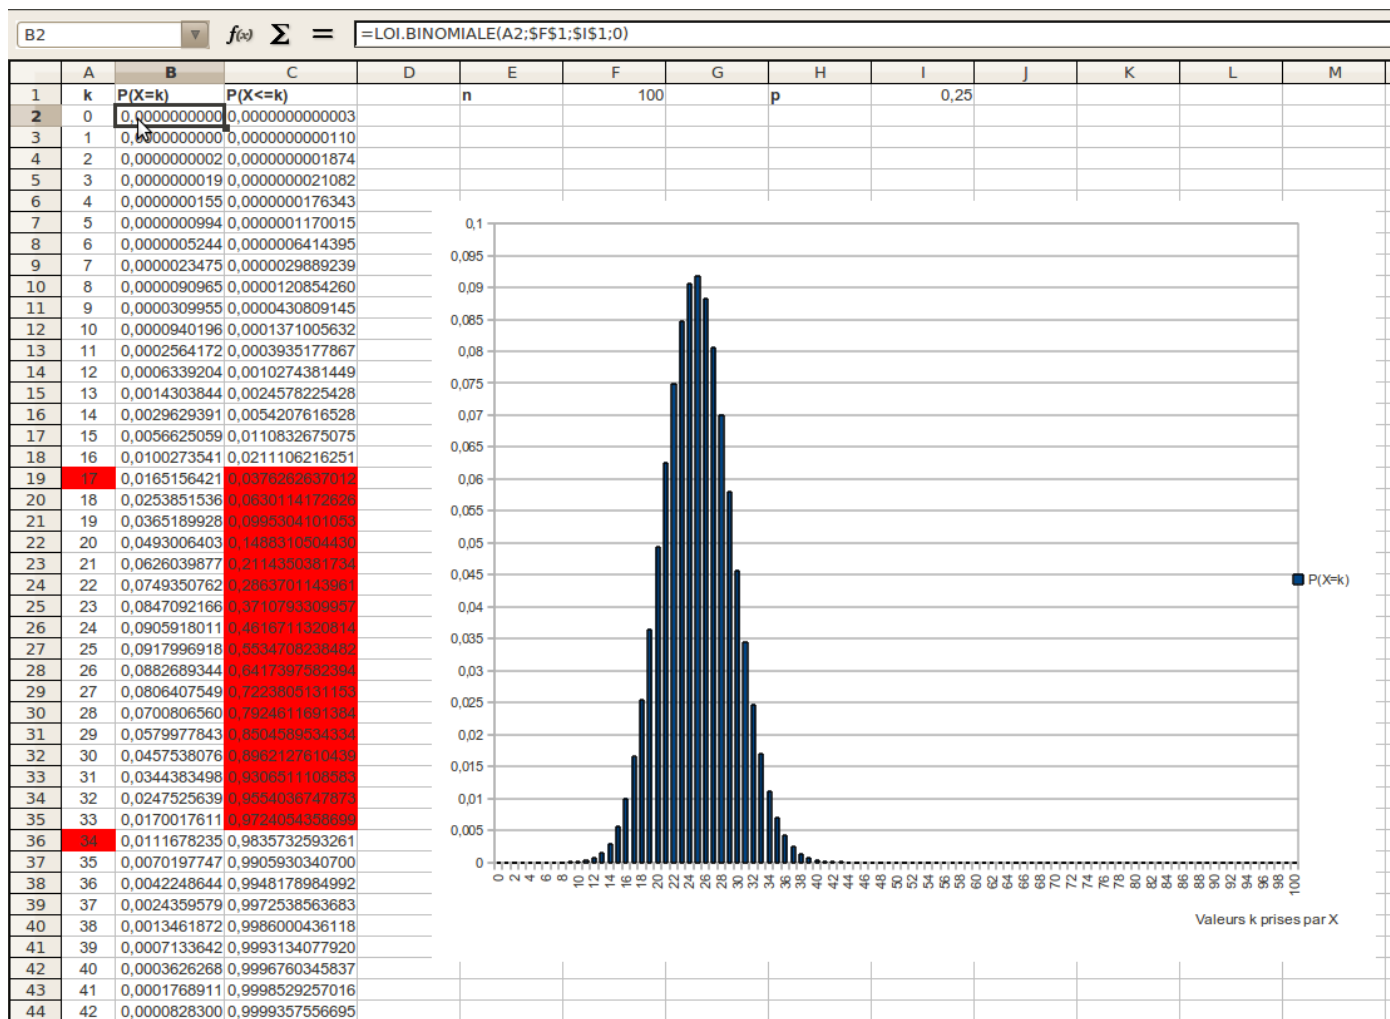 B2 f(x) Σ = =LOI.BINOMIALE(A2;$F$1;$I$1;0)
A B C D E F G H I J K L M
1 k P(X=k) P(X<=k) n 100 p 0,25
2 0 0,0000000000 0,0000000000003
3 1 0,0000000000 0,0000000000110
4 2 0,0000000002 0,0000000001874
5 3 0,0000000019 0,0000000021082
6 4 0,0000000155 0,0000000176343
7 5 0,0000000994 0,0000001170015
8 6 0,0000005244 0,0000006414395
9 7 0,0000023475 0,0000029889239
10 8 0,0000090965 0,0000120854260
11 9 0,0000309955 0,0000430809145
12 10 0,0000940196 0,0001371005632
13 11 0,0002564172 0,0003935177867
14 12 0,0006339204 0,0010274381449
15 13 0,0014303844 0,0024578225428
16 14 0,0029629391 0,0054207616528
17 15 0,0056625059 0,0110832675075
18 16 0,0100273541 0,0211106216251
19 17 0,0165156421 0,0376262637012
20 18 0,0253851536 0,0630114172626
21 19 0,0365189928 0,0995304101053
22 20 0,0493006403 0,1488310504430
23 21 0,0626039877 0,2114350381734
24 22 0,0749350762 0,2863701143961
25 23 0,0847092166 0,3710793309957
26 24 0,0905918011 0,4616711320814
27 25 0,0917996918 0,5534708238482
28 26 0,0882689344 0,6417397582394
29 27 0,0806407549 0,7223805131153
30 28 0,0700806560 0,7924611691384
31 29 0,0579977843 0,8504589534334
32 30 0,0457538076 0,8962127610439
33 31 0,0344383498 0,9306511108583
34 32 0,0247525639 0,9554036747873
35 33 0,0170017611 0,9724054358699
36 34 0,0111678235 0,9835732593261
37 35 0,0070197747 0,9905930340700
38 36 0,0042248644 0,9948178984992
39 37 0,0024359579 0,9972538563683
40 38 0,0013461872 0,9986000436118
41 39 0,0007133642 0,9993134077920
42 40 0,0003626268 0,9996760345837
43 41 0,0001768911 0,9998529257016
44 42 0,0000828300 0,9999357556695
0,1
0,095
0,09
0,085
0,08
0,075
0,07
0,065
0,06
0,055
0,05
0,045
0,04
0,035
0,03
0,025
0,02
0,015
0,01
0,005
0
P(X=k)
0 2 4 6 8 10 12 14 16 18 20 22 24 26 28 30 32 34 36 38 40 42 44 46 48 50 52 54 56 58 60 62 64 66 68 70 72 74 76 78 80 82 84 86 88 90 92 94 96 98 100
Valeurs k prises par X